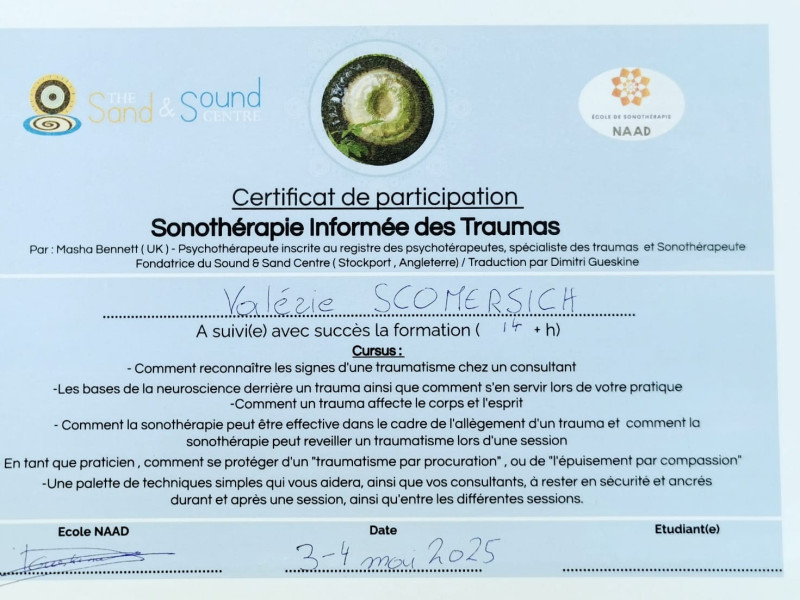 THE
Sand & Sound
CENTRE
ÉCOLE DE SONOTHÉRAPIE
NAAD
Certificat de participation
Sonothérapie Informée des Traumas
Par : Masha Bennett ( UK ) - Psychothérapeute inscrite au registre des psychotérapeutes, spécialiste des traumas et Sonothérapeute
Fondatrice du Sound & Sand Centre ( Stockport , Angleterre) / Traduction par Dimitri Gueskine
Valérie SCOMERSICH
A suivi(e) avec succès la formation ( 14 + h)
Cursus :
- Comment reconnaître les signes d'une traumatisme chez un consultant
-Les bases de la neuroscience derrière un trauma ainsi que comment s'en servir lors de votre pratique
-Comment un trauma affecte le corps et l'esprit
- Comment la sonothérapie peut être effective dans le cadre de l'allègement d'un trauma et comment la
sonothérapie peut reveiller un traumatisme lors d'une session
En tant que praticien , comment se protéger d'un "traumatisme par procuration" , ou de "l'épuisement par compassion"
-Une palette de techniques simples qui vous aidera, ainsi que vos consultants, à rester en sécurité et ancrés
durant et après une session, ainsi qu'entre les différentes sessions.
Ecole NAAD Date Etudiant(e)
3-4 mai 2025